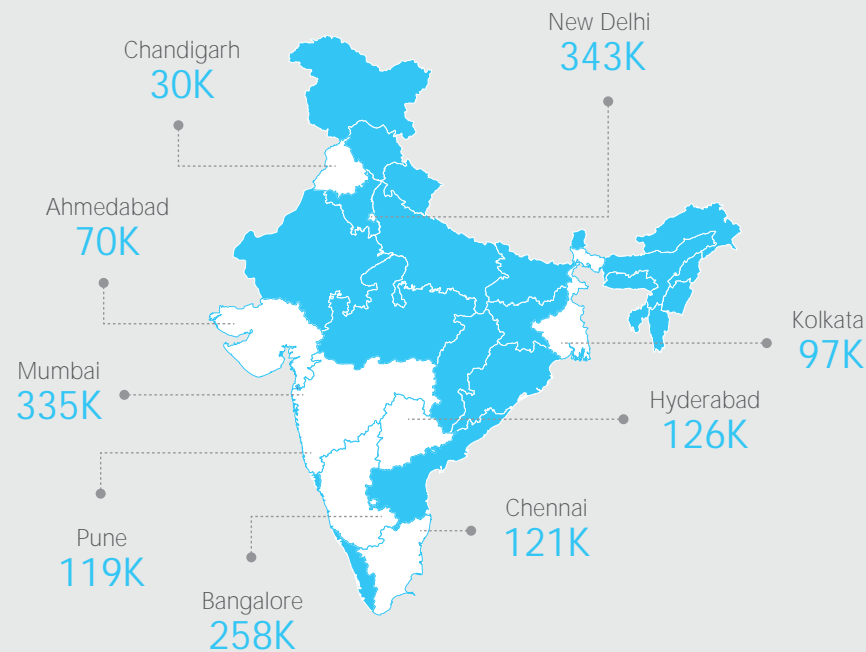 New Delhi
343K
Chandigarh
30K
Ahmedabad
70K
Kolkata
97K
Mumbai
335K
Hyderabad
126K
Chennai
121K
Pune
119K
Bangalore
258K